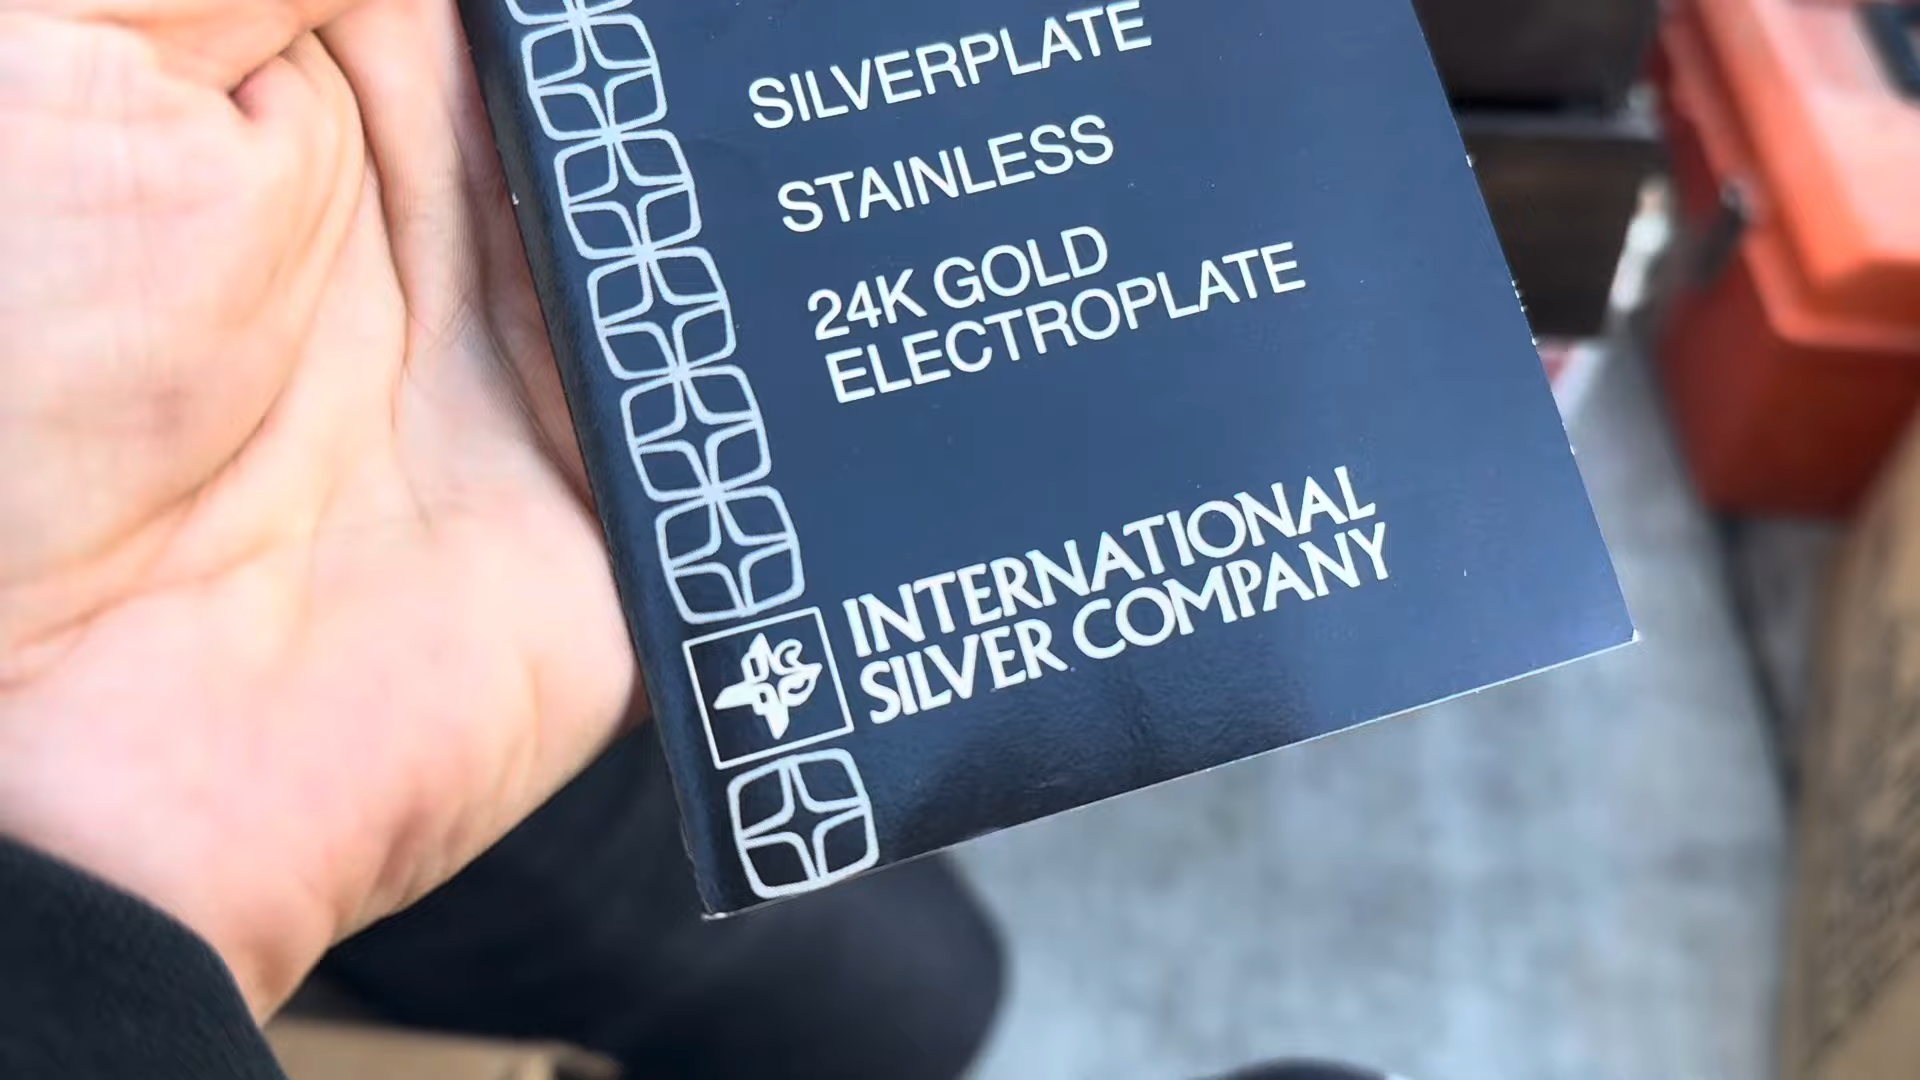 SILVERPLATE
STAINLESS
24K GOLD
ELECTROPLATE
INTERNATIONAL
SILVER COMPANY